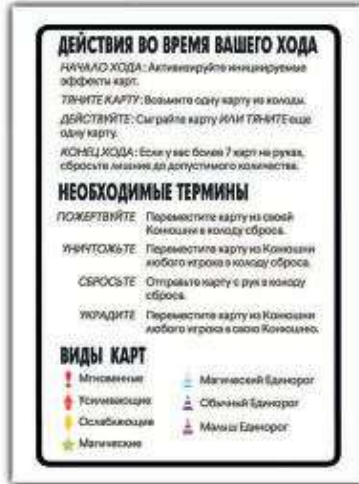 ДЕЙСТВИЯ ВО ВРЕМЯ ВАШЕГО ХОДА
НАЧАЛО ХОДА: Активизируйте инициируемые
эффекты карт.
ТЯНИТЕ КАРТУ: Возьмите одну карту из колоды.
ДЕЙСТВУЙТЕ: Сыграйте карту ИЛИ ТЯНИТЕ еще
одну карту.
КОНЕЦ ХОДА: Если у вас более 7 карт на руках,
сбросьте лишние до допустимого количества.
НЕОБХОДИМЫЕ ТЕРМИНЫ
ПОЖЕРТВУЙТЕ Переместите карту из своей
Конюшни в колоду сброса.
УНИЧТОЖЬТЕ Переместите карту из Конюшни
любого игрока в колоду сброса.
СБРОСЬТЕ Отправьте карту с рук в колоду
сброса.
УКРАДИТЕ Переместите карту из Конюшни
любого игрока в свою Конюшню.
ВИДЫ КАРТ
Мгновенные
Усиливающие
Ослабляющие
Магические
Магический Единорог
Обычный Единорог
Малыш Единорог